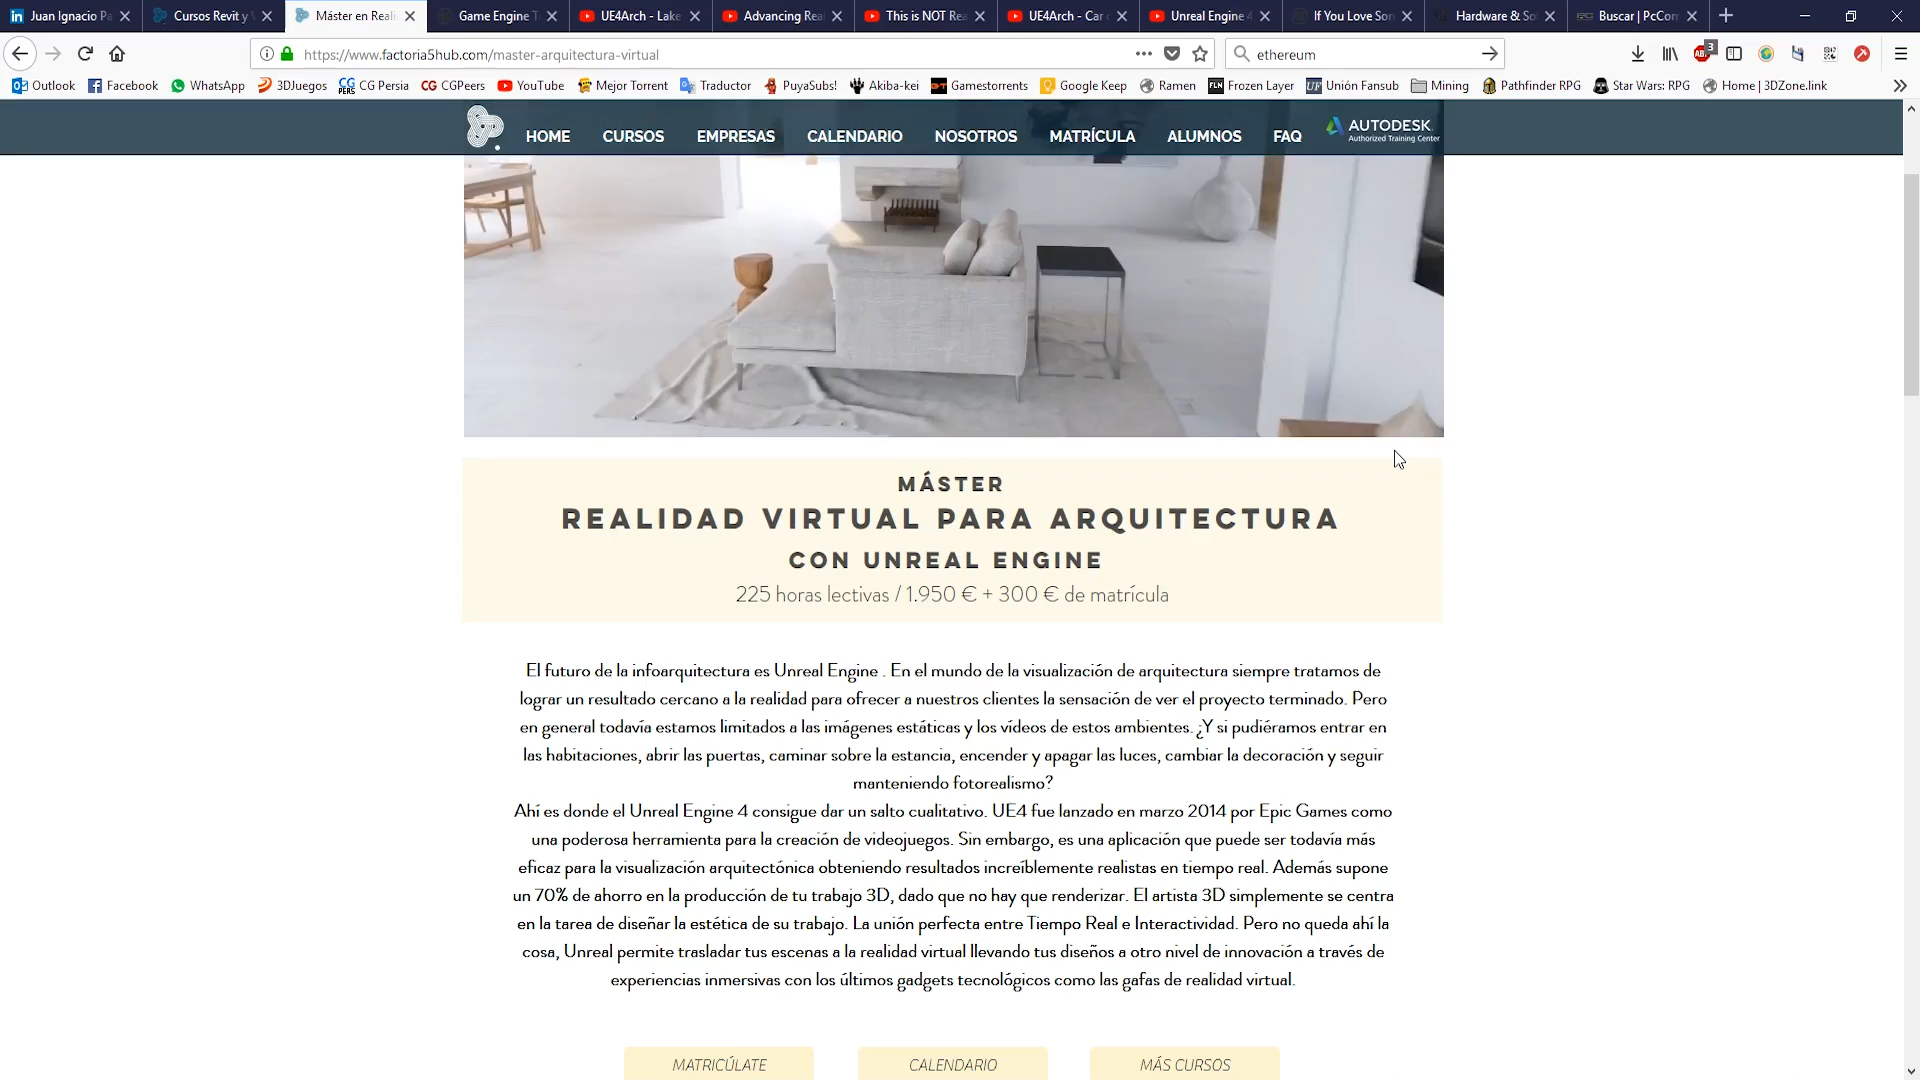 Juan Ignacio Pa
Cursos Revit y
Máster en Reali
Game Engine T
UE4Arch - Lake
Advancing Rea
This is NOT Rea
UE4Arch - Car
Unreal Engine 4
If You Love Som
Hardware & So
Buscar | PcCom
https://www.factoria5hub.com/master-arquitectura-virtual
ethereum
3
Outlook
Facebook
WhatsApp
3DJuegos
CG Persia
CGPeers
YouTube
Mejor Torrent
Traductor
PuyaSubs!
Akiba-kei
Gamestorrents
Google Keep
Ramen
Frozen Layer
Unión Fansub
Mining
Pathfinder RPG
Star Wars: RPG
Home | 3DZone.link
HOME
CURSOS
EMPRESAS
CALENDARIO
NOSOTROS
MATRÍCULA
ALUMNOS
FAQ
AUTODESK.
Authorized Training Center
MÁSTER
REALIDAD VIRTUAL PARA ARQUITECTURA
CON UNREAL ENGINE
225 horas lectivas / 1.950 € + 300 € de matrícula
El futuro de la infoarquitectura es Unreal Engine . En el mundo de la visualización de arquitectura siempre tratamos de
lograr un resultado cercano a la realidad para ofrecer a nuestros clientes la sensación de ver el proyecto terminado. Pero
en general todavía estamos limitados a las imágenes estáticas y los vídeos de estos ambientes. ¿Y si pudiéramos entrar en
las habitaciones, abrir las puertas, caminar sobre la estancia, encender y apagar las luces, cambiar la decoración y seguir
manteniendo fotorealismo?
Ahí es donde el Unreal Engine 4 consigue dar un salto cualitativo. UE4 fue lanzado en marzo 2014 por Epic Games como
una poderosa herramienta para la creación de videojuegos. Sin embargo, es una aplicación que puede ser todavía más
eficaz para la visualización arquitectónica obteniendo resultados increíblemente realistas en tiempo real. Además supone
un 70% de ahorro en la producción de tu trabajo 3D, dado que no hay que renderizar. El artista 3D simplemente se centra
en la tarea de diseñar la estética de su trabajo. La unión perfecta entre Tiempo Real e Interactividad. Pero no queda ahí la
cosa, Unreal permite trasladar tus escenas a la realidad virtual llevando tus diseños a otro nivel de innovación a través de
experiencias inmersivas con los últimos gadgets tecnológicos como las gafas de realidad virtual.
MATRICÚLATE
CALENDARIO
MÁS CURSOS